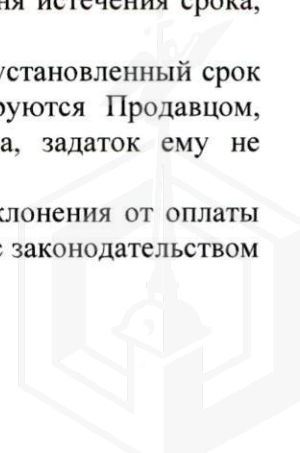 ня истечения срока,
установленный срок
руются Продавцом,
а, задаток ему не
клонения от оплаты
с законодательством